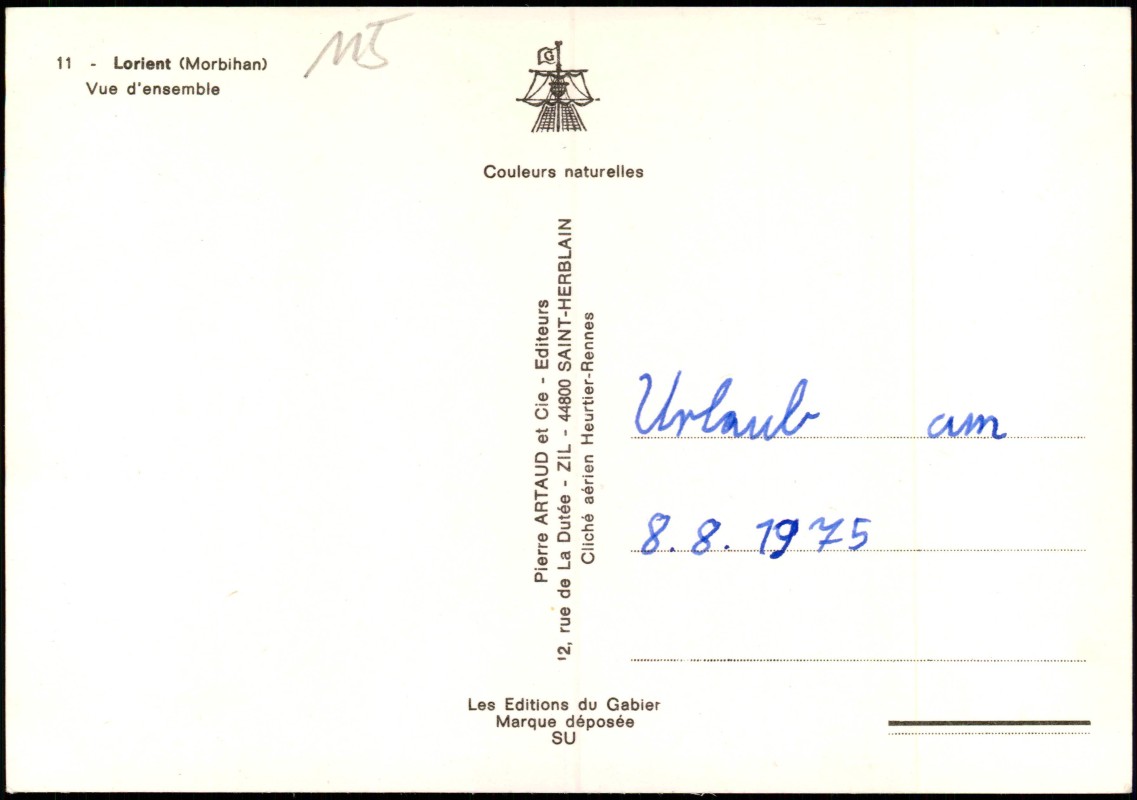 11 - Lorient (Morbihan)
Vue d'ensemble
115
G
Couleurs naturelles
Pierre ARTAUD et Cie - Editeurs
12, rue de La Dutée - ZIL - 44800 SAINT-HERBLAIN
Cliché aérien Heurtier-Rennes
Urlaub am
8.8.1975
Les Editions du Gabier
Marque déposée
SU